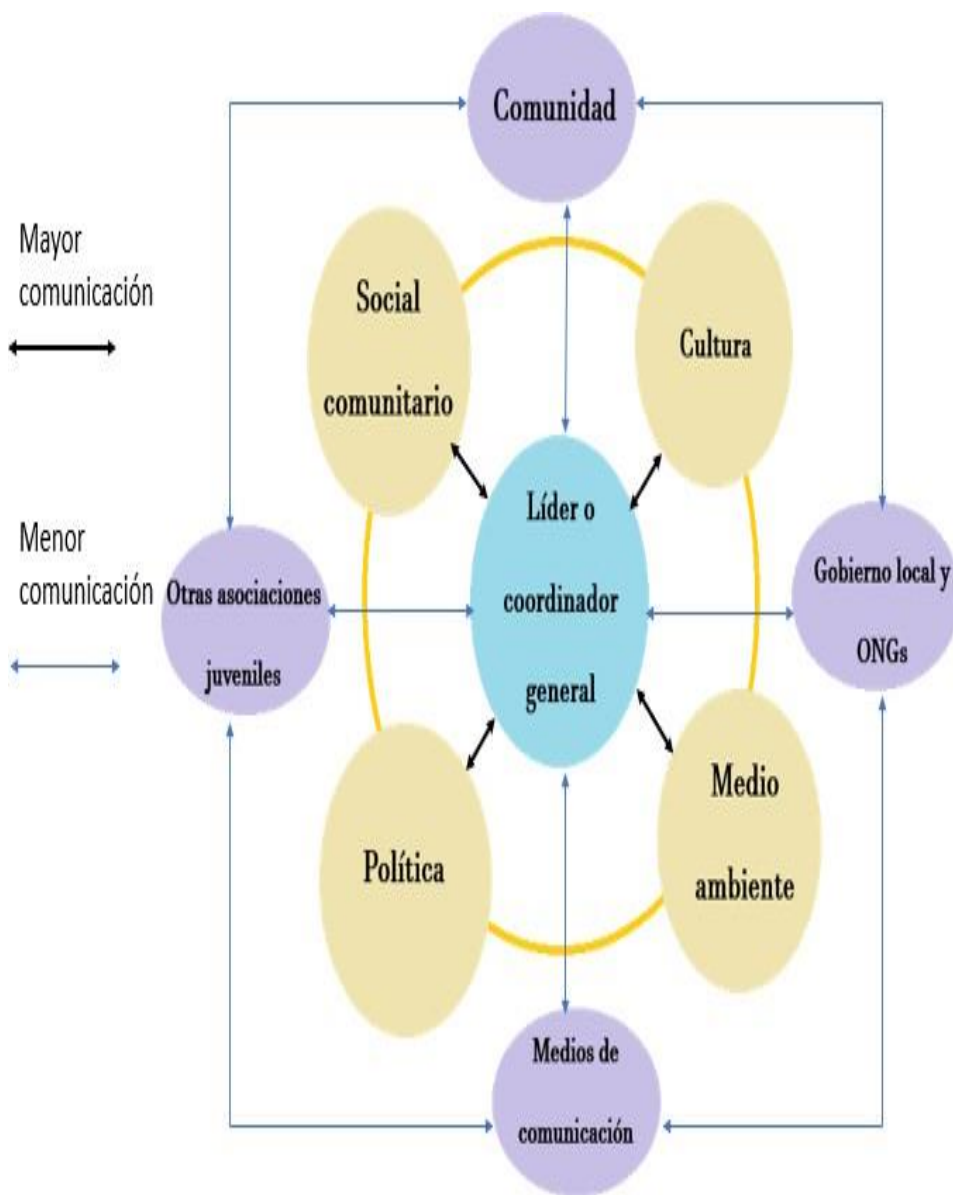 Comunidad
Mayor
comunicación
Social
comunitario
Cultura
Menor
comunicación
Otras asociaciones
juveniles
Líder o
coordinador
general
Gobierno local y
ONGs
Política
Medio
ambiente
Medios de
comunicación